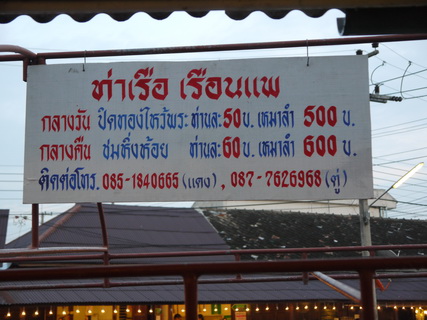 ท่าเรือ เรือนแพ
กลางวัน ปิดทองไหว้พระ ท่านละ 50 บ. เหมาลำ 500 บ.
กลางคืน ชมหิ่งห้อย ท่านละ 60 บ. เหมาลำ 600 บ.
ติดต่อโทร. 085-1840665 (แดง) , 087-7626968 (ตู่)